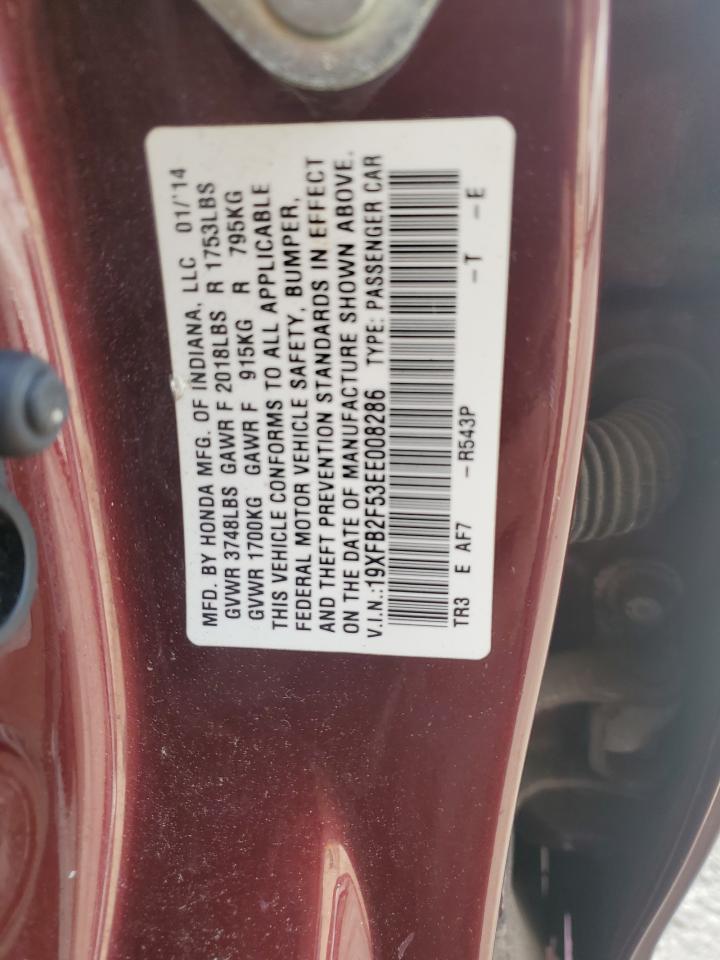 MFD. BY HONDA MFG. OF INDIANA, LLC 01/'14
GVWR 3748LBS GAWR F 2018LBS R 1753LBS
GVWR 1700KG GAWR F 915KG R 795KG
THIS VEHICLE CONFORMS TO ALL APPLICABLE
FEDERAL MOTOR VEHICLE SAFETY, BUMPER,
AND THEFT PREVENTION STANDARDS IN EFFECT
ON THE DATE OF MANUFACTURE SHOWN ABOVE.
V.I.N.:19XFB2F53EE008286 TYPE: PASSENGER CAR
TR3 E AF7 -R543P -T -E